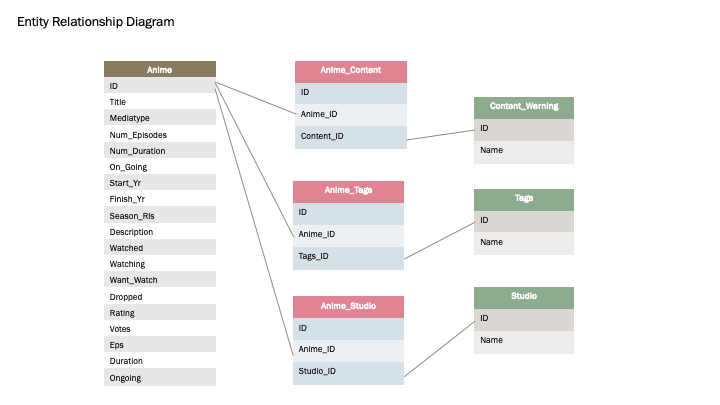 Entity Relationship Diagram
Anime
ID
Title
Mediatype
Num_Episodes
Num_Duration
On_Going
Start_Yr
Finish_Yr
Season_Rls
Description
Watched
Watching
Want_Watch
Dropped
Rating
Votes
Eps
Duration
Ongoing
Anime_Content
ID
Anime_ID
Content_ID
Anime_Tags
ID
Anime_ID
Tags_ID
Anime_Studio
ID
Anime_ID
Studio_ID
Content_Warning
ID
Name
Tags
ID
Name
Studio
ID
Name